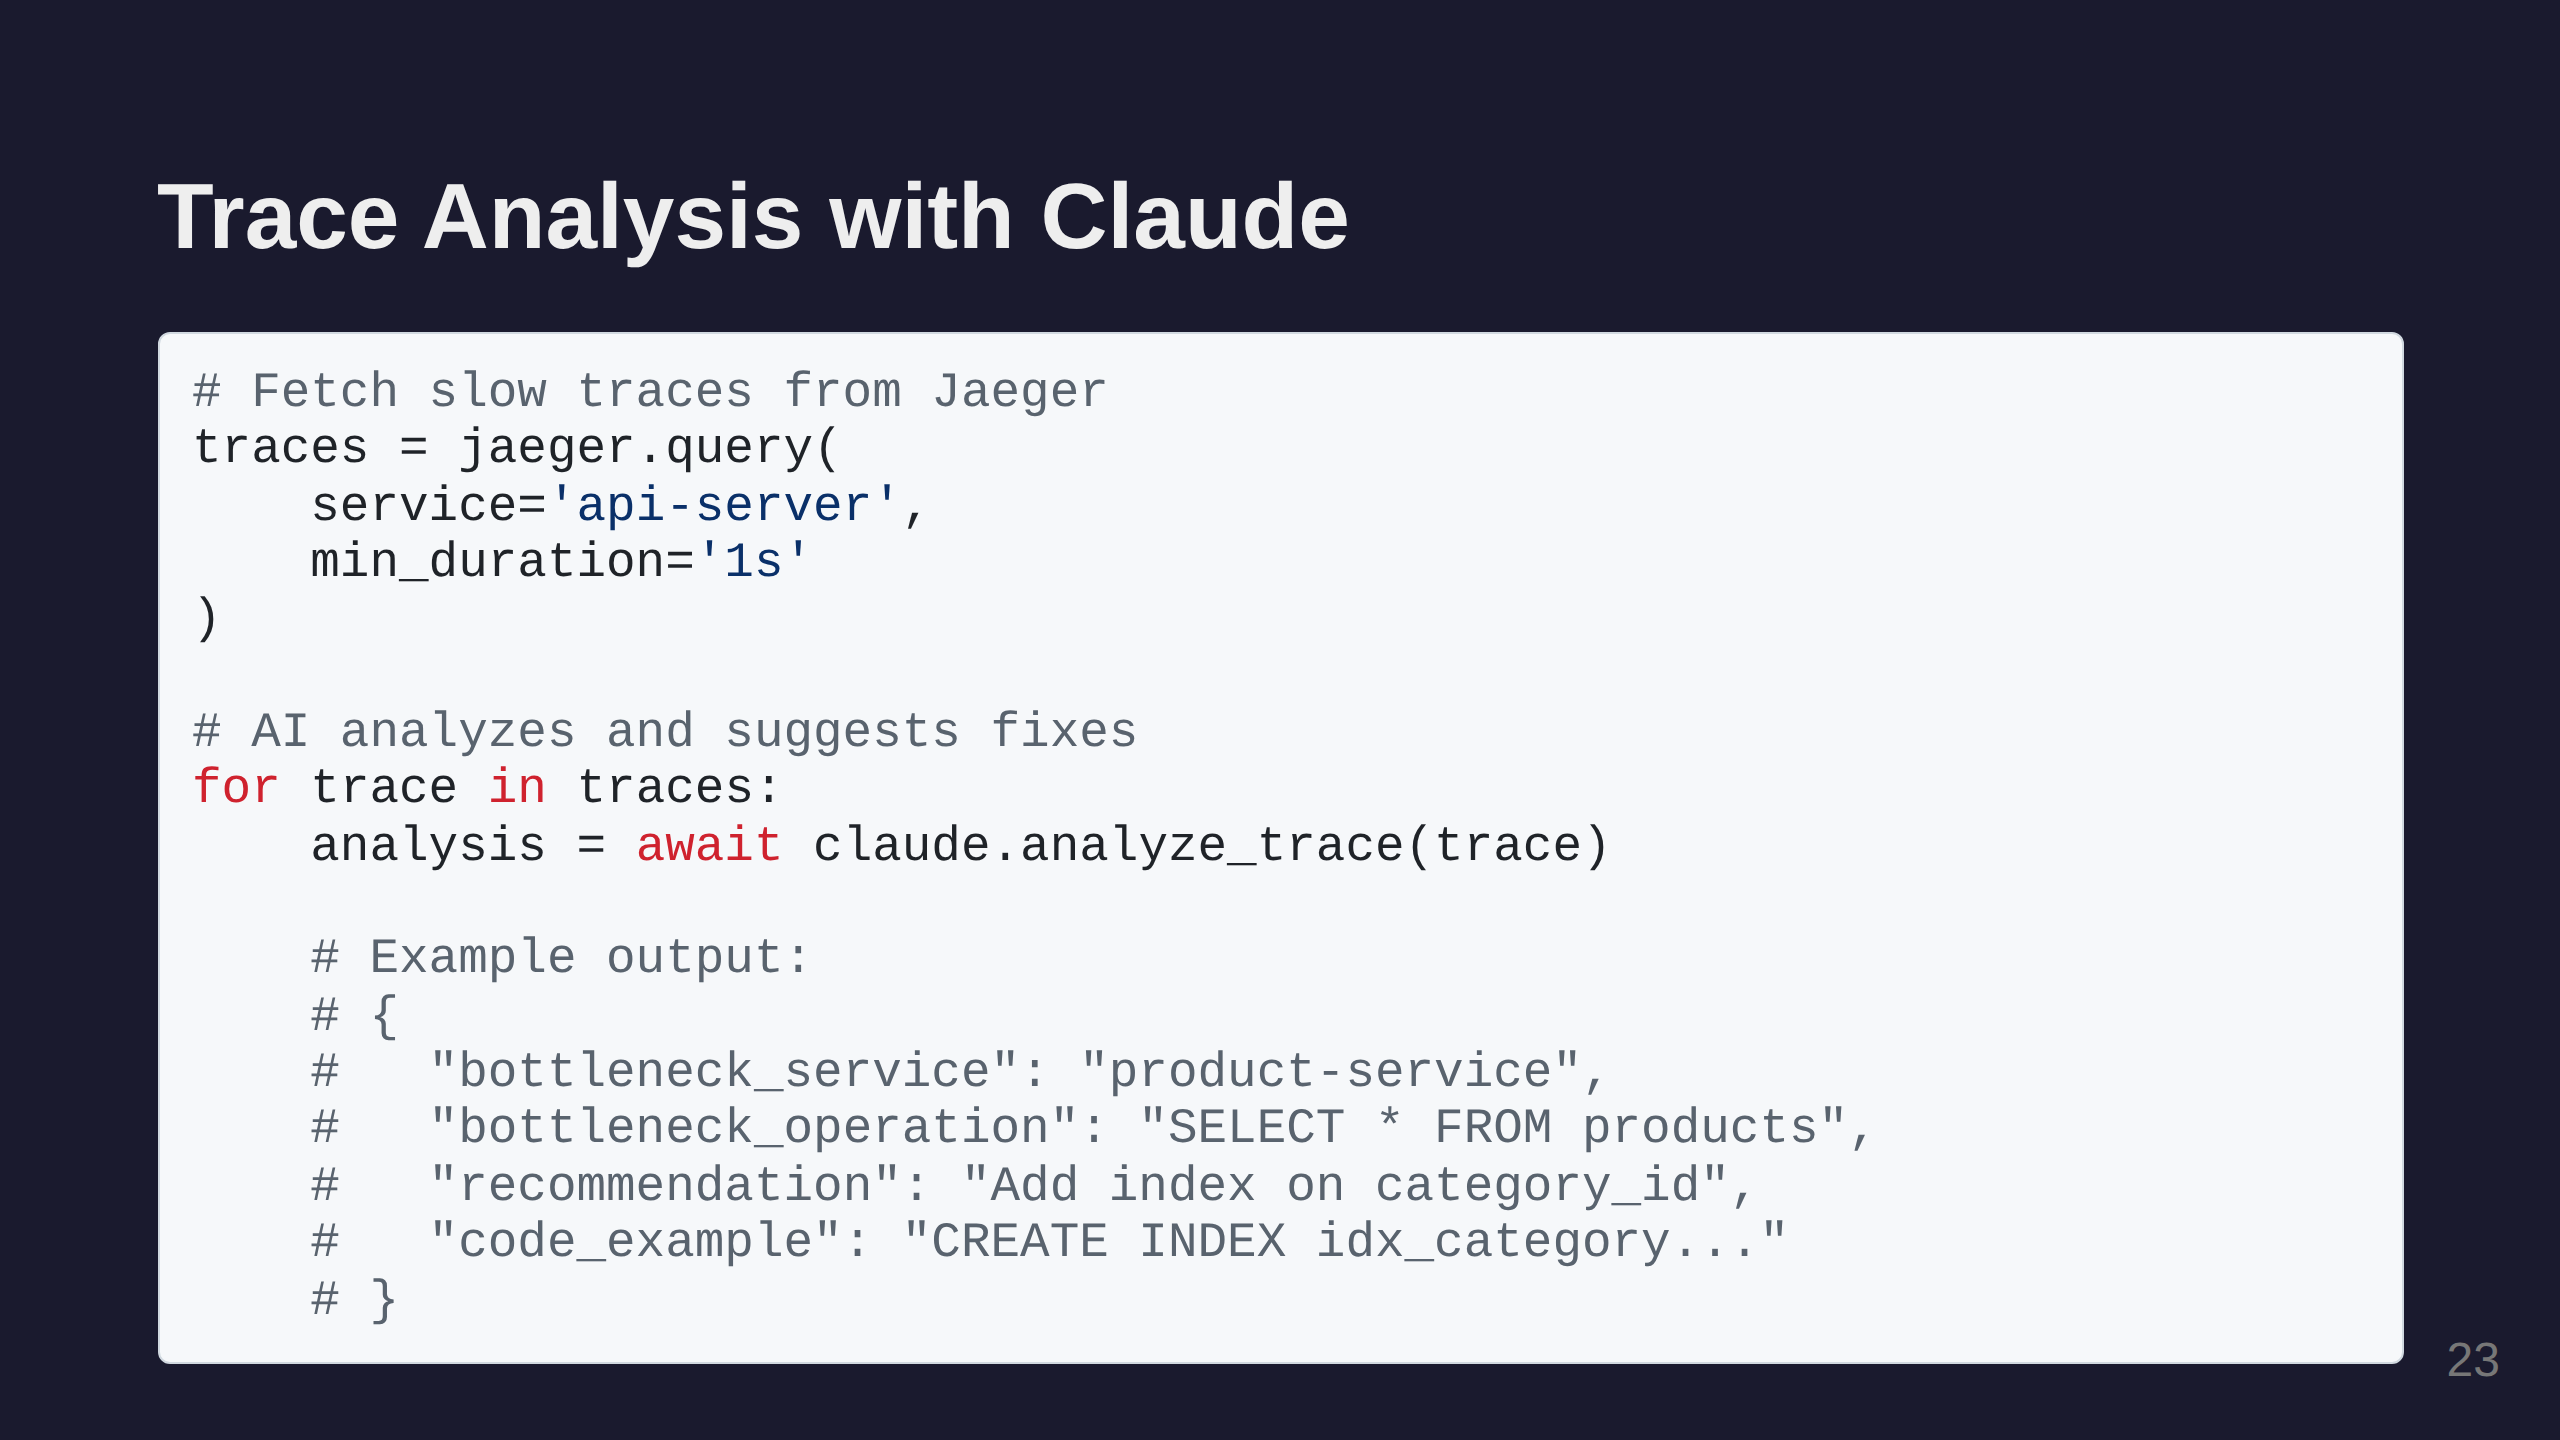 Trace Analysis with Claude
# Fetch slow traces from Jaeger
traces = jaeger.query(
    service='api-server',
    min_duration='1s'
)
# AI analyzes and suggests fixes
for trace in traces:
    analysis = await claude.analyze_trace(trace)
    # Example output:
    # {
    #   "bottleneck_service": "product-service",
    #   "bottleneck_operation": "SELECT * FROM products",
    #   "recommendation": "Add index on category_id",
    #   "code_example": "CREATE INDEX idx_category..."
    # }
23